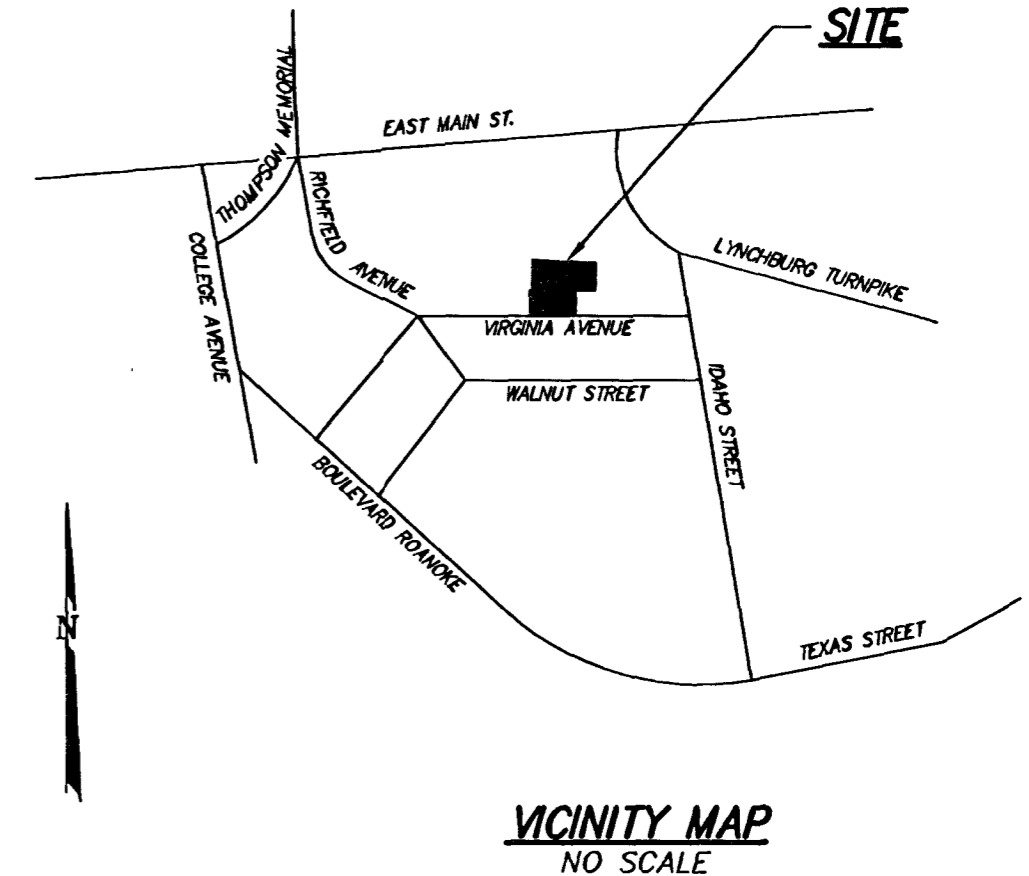 SITE
EAST MAIN ST.
THOMPSON MEMORIAL
RICHFIELD AVENUE
COLLEGE AVENUE
LYNCHBURG TURNPIKE
VIRGINIA AVENUE
WALNUT STREET
IDAHO STREET
BOULEVARD ROANOKE
TEXAS STREET
N
VICINITY MAP
NO SCALE